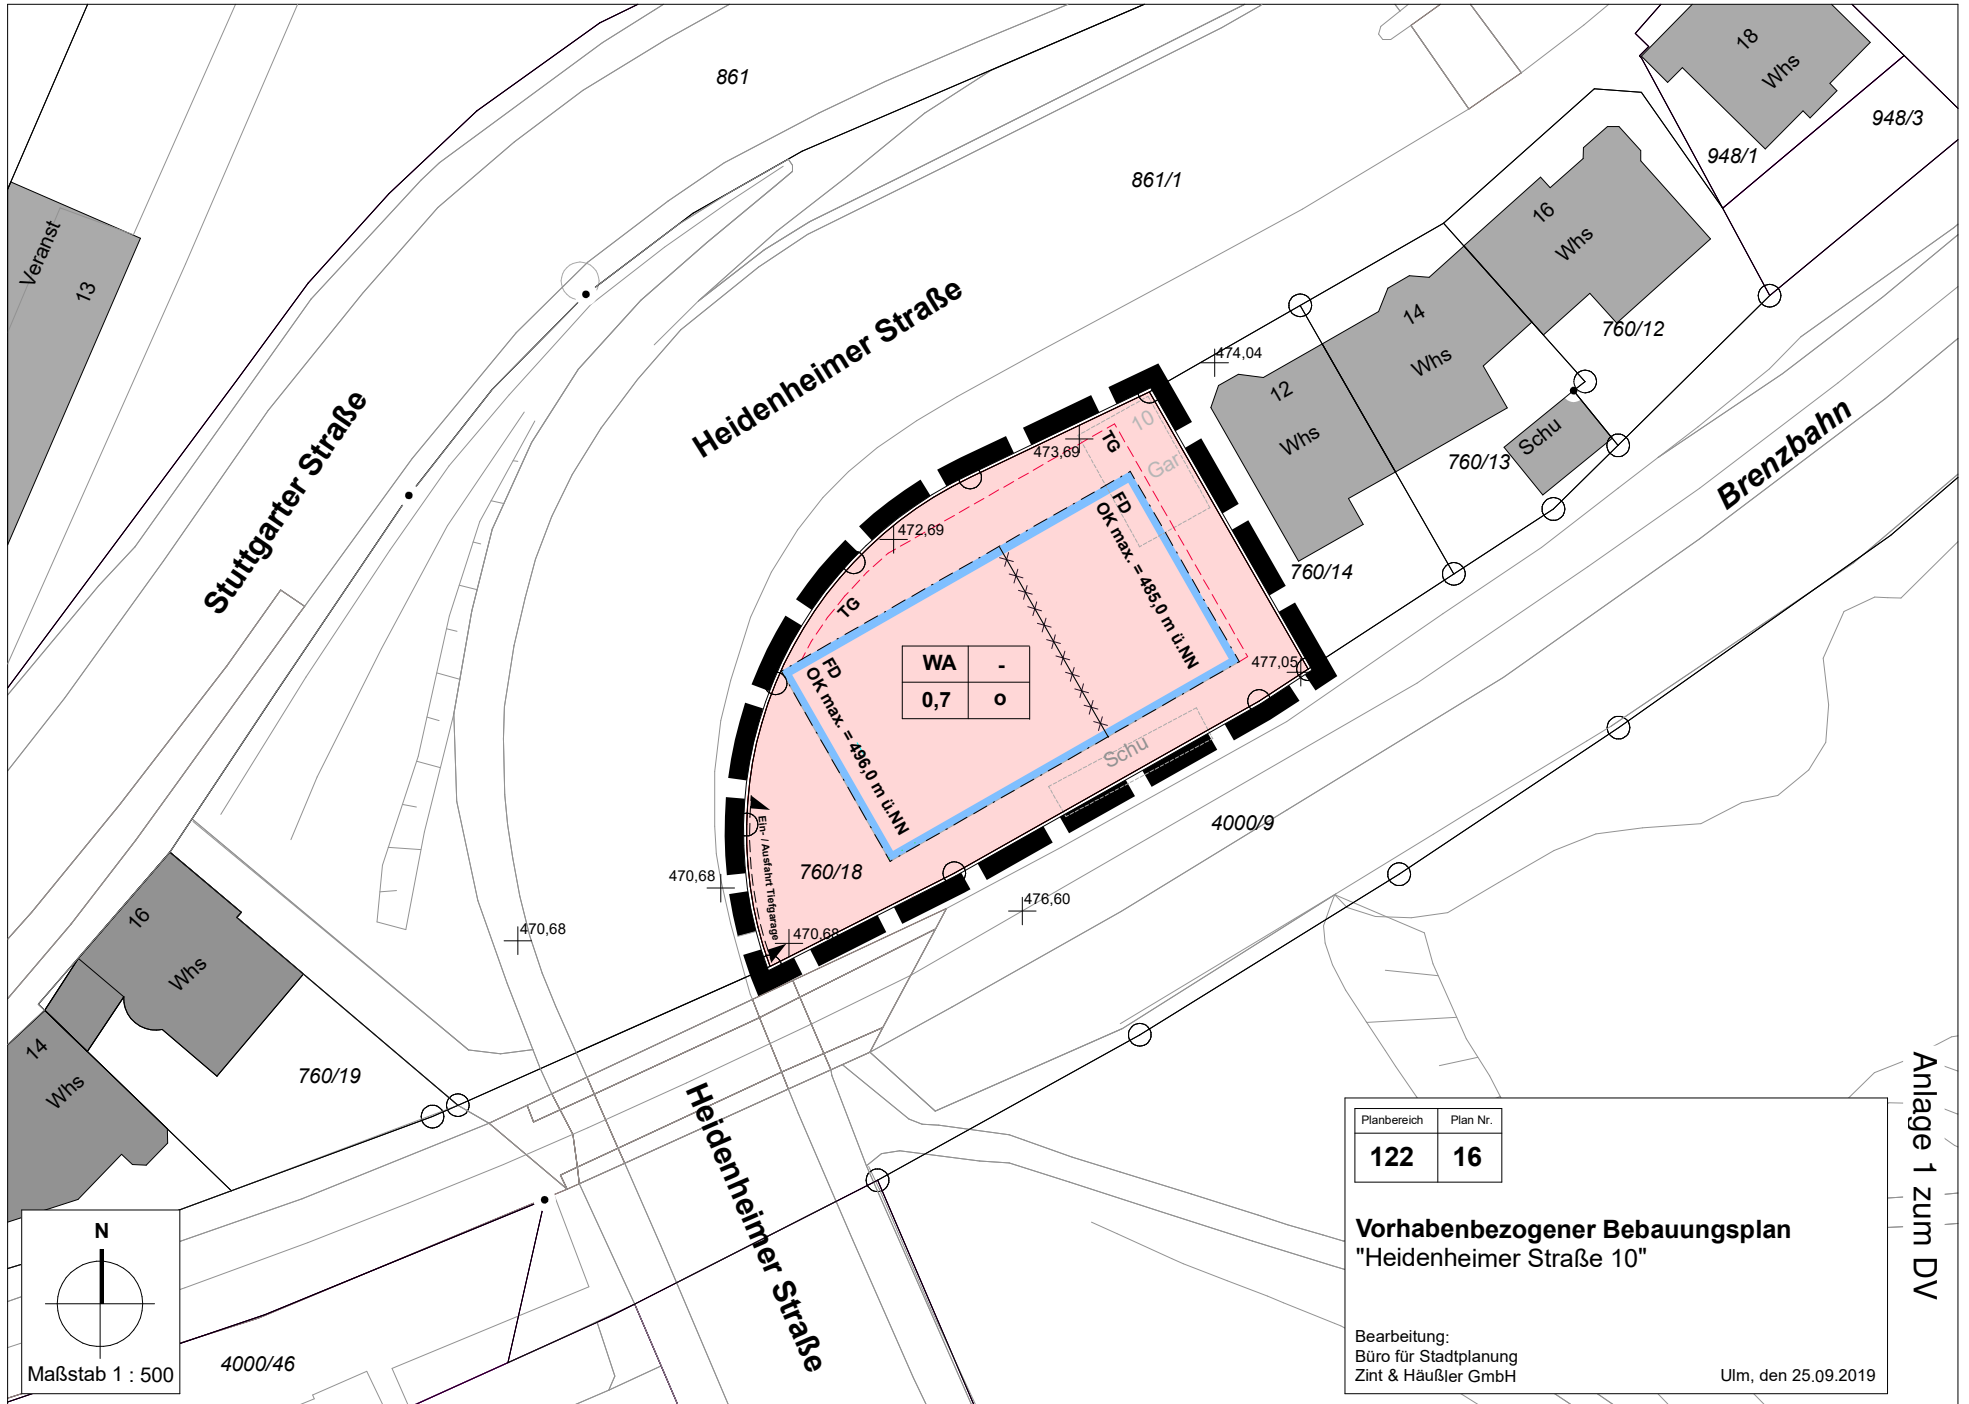 861
861/1
948/3
948/1
18
Whs
16
Whs
760/12
14
Whs
12
Whs
Schu
760/13
760/14
Veranst
13
Stuttgarter Straße
Heidenheimer Straße
Brenzbahn
474,04
473,69
472,69
10
Gar
TG
TG
FD
OK max. = 485,0 m ü.NN
FD
OK max. = 496,0 m ü.NN
WA -
0,7 o
477,05
Schu
4000/9
760/18
Ein- / Ausfahrt Tiefgarage
470,68
470,68
470,68
476,60
16
Whs
14
Whs
760/19
Heidenheimer Straße
4000/46
N
Maßstab 1 : 500
Planbereich Plan Nr.
122 16
Vorhabenbezogener Bebauungsplan
"Heidenheimer Straße 10"
Bearbeitung:
Büro für Stadtplanung
Zint & Häußler GmbH
Ulm, den 25.09.2019
Anlage 1 zum DV